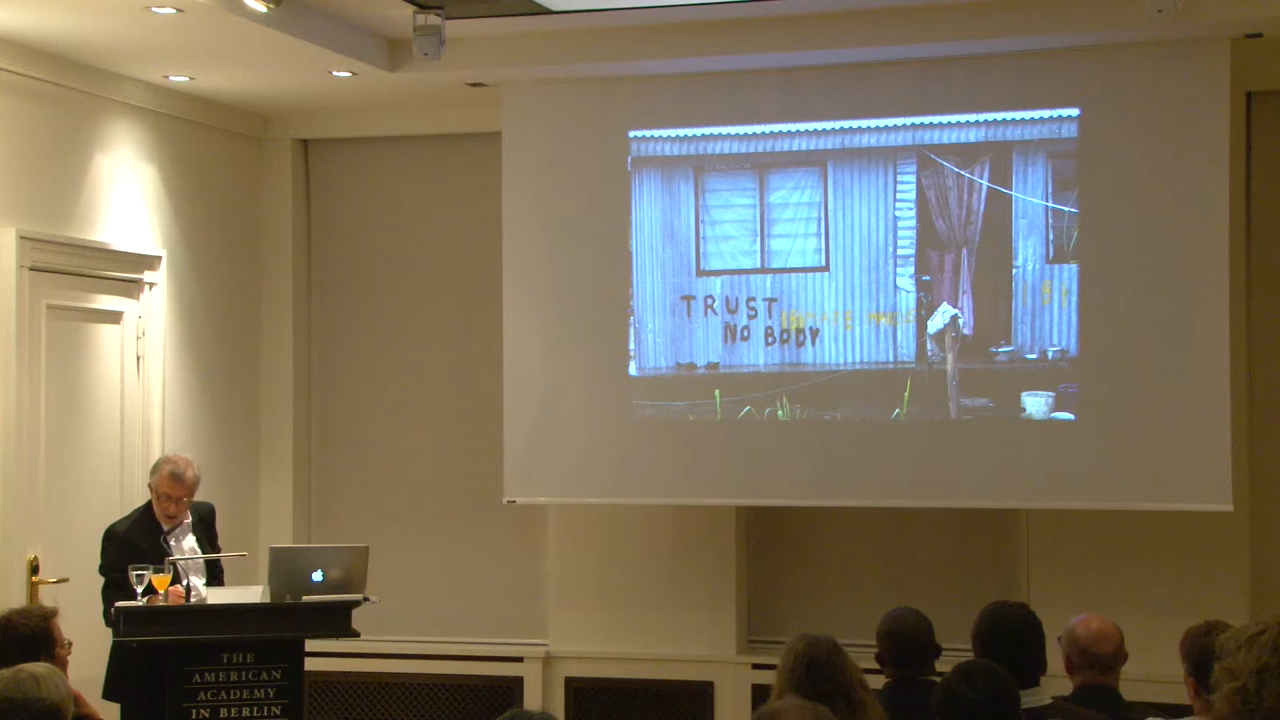 TRUST
NO BODY
THE
AMERICAN
ACADEMY
IN BERLIN